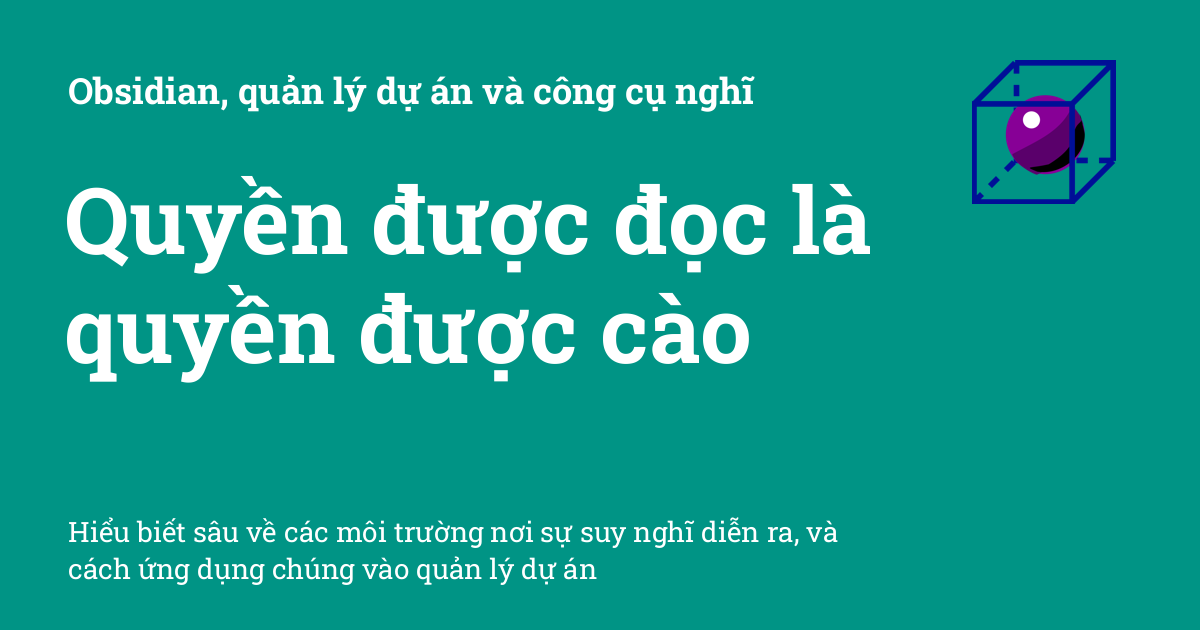 Obsidian, quản lý dự án và công cụ nghĩ
Quyền được đọc là
quyền được cào
Hiểu biết sâu về các môi trường nơi sự suy nghĩ diễn ra, và
cách ứng dụng chúng vào quản lý dự án